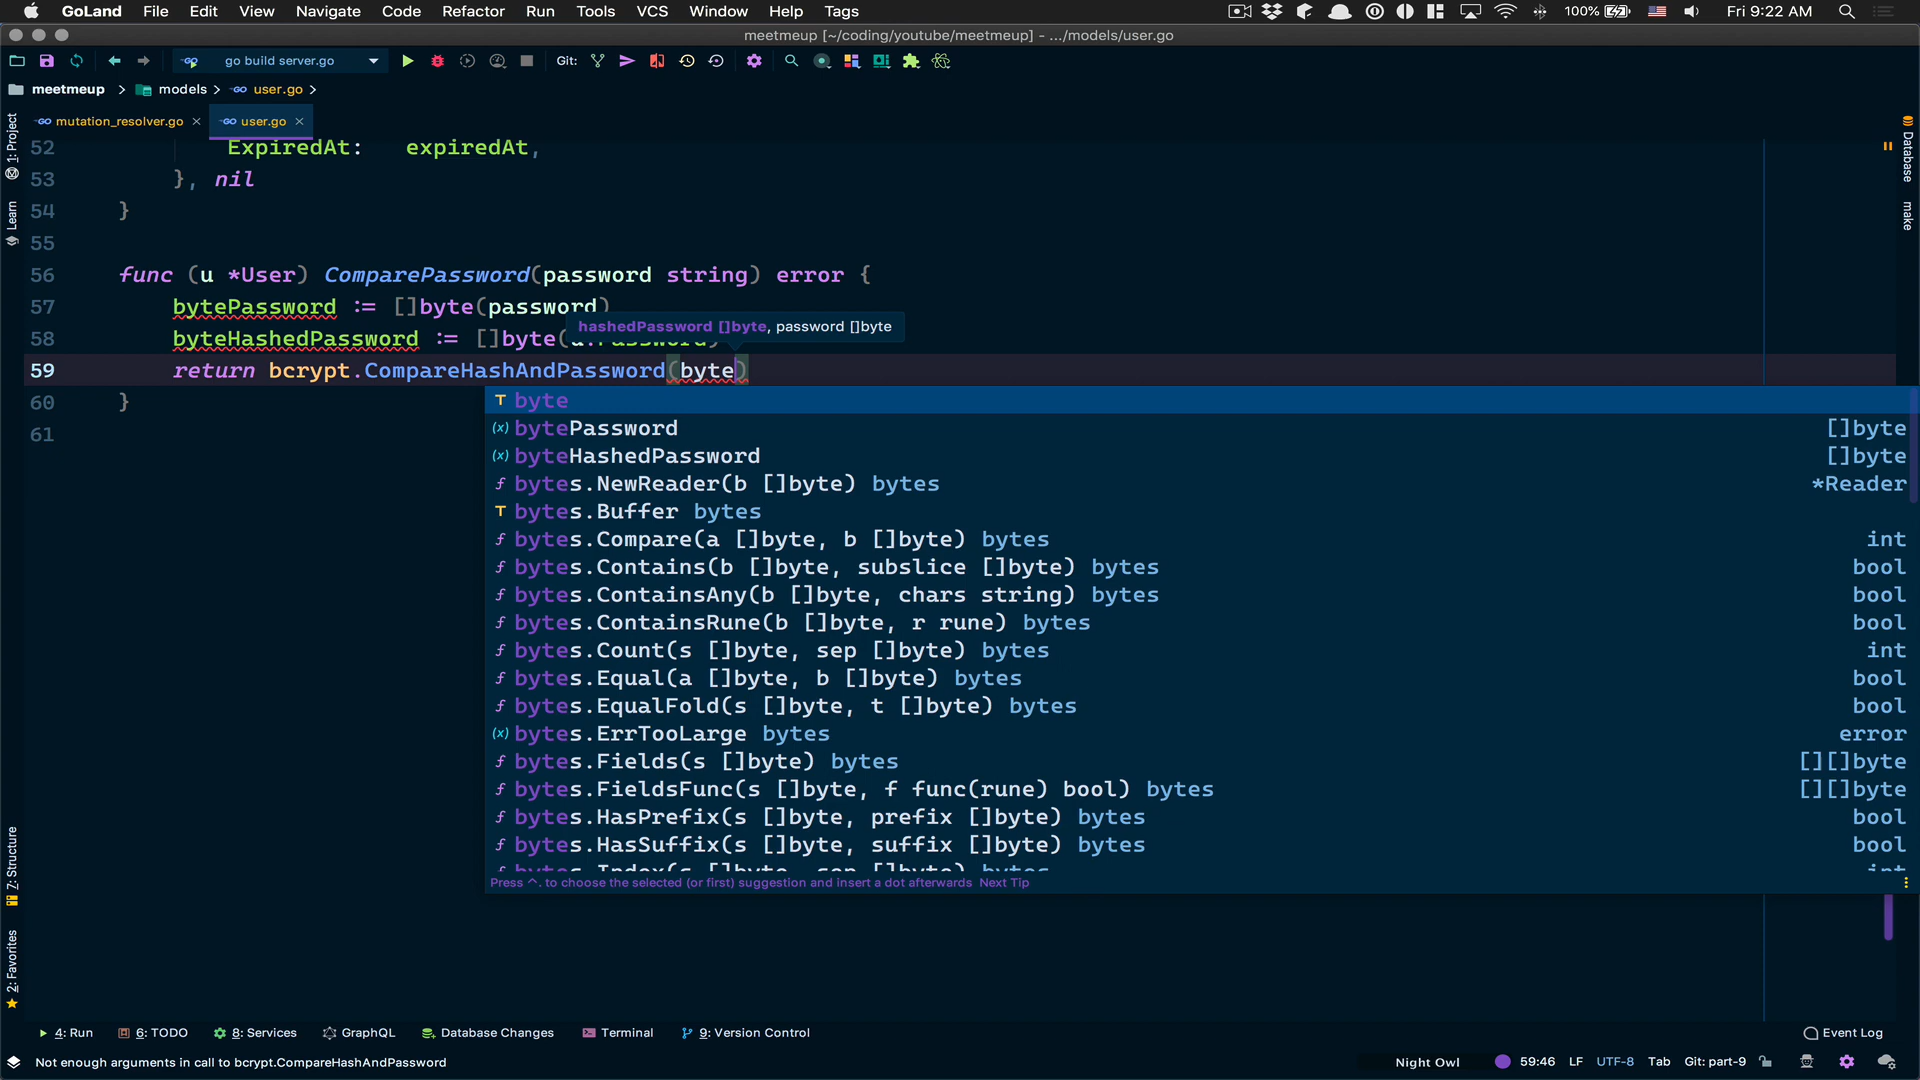 GoLand File Edit View Navigate Code Refactor Run Tools VCS Window Help Tags 100% Fri 9:22 AM
meetmeup [~/coding/youtube/meetmeup] - .../models/user.go
go build server.go Git:
meetmeup models user.go
mutation_resolver.go user.go
1: Project
Learn
7: Structure
2: Favorites
Database
make
52 ExpiredAt: expiredAt,
53 }, nil
54 }
55
56 func (u *User) ComparePassword(password string) error {
57 bytePassword := []byte(password)
hashedPassword []byte, password []byte
58 byteHashedPassword := []byte(
59 return bcrypt.CompareHashAndPassword(byte)
60 }
61
T byte
(x) bytePassword []byte
(x) byteHashedPassword []byte
f bytes.NewReader(b []byte) bytes *Reader
T bytes.Buffer bytes
f bytes.Compare(a []byte, b []byte) bytes int
f bytes.Contains(b []byte, subslice []byte) bytes bool
f bytes.ContainsAny(b []byte, chars string) bytes bool
f bytes.ContainsRune(b []byte, r rune) bytes bool
f bytes.Count(s []byte, sep []byte) bytes int
f bytes.Equal(a []byte, b []byte) bytes bool
f bytes.EqualFold(s []byte, t []byte) bytes bool
(x) bytes.ErrTooLarge bytes error
f bytes.Fields(s []byte) bytes [][]byte
f bytes.FieldsFunc(s []byte, f func(rune) bool) bytes [][]byte
f bytes.HasPrefix(s []byte, prefix []byte) bytes bool
f bytes.HasSuffix(s []byte, suffix []byte) bytes bool
f bytes.Index(s []byte, sep []byte) bytes int
Press ^. to choose the selected (or first) suggestion and insert a dot afterwards Next Tip
4: Run 6: TODO 8: Services GraphQL Database Changes Terminal 9: Version Control Event Log
Not enough arguments in call to bcrypt.CompareHashAndPassword Night Owl 59:46 LF UTF-8 Tab Git: part-9